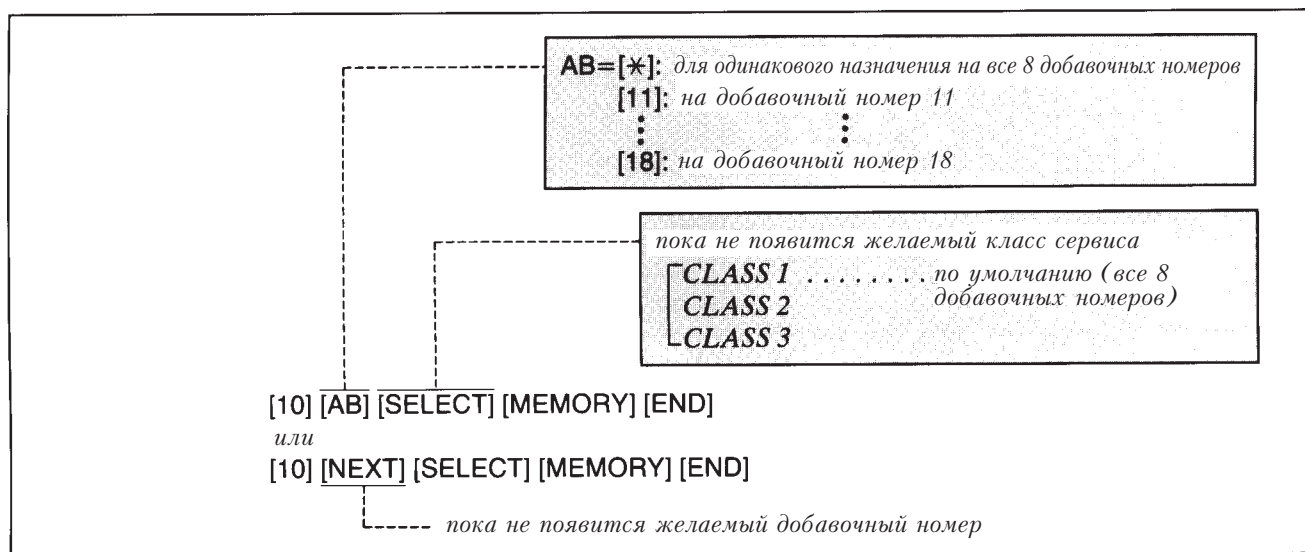 AB=[*]: для одинакового назначения на все 8 добавочных номеров
[11]: на добавочный номер 11
[18]: на добавочный номер 18
пока не появится желаемый класс сервиса
CLASS 1 ........ по умолчанию (все 8
добавочных номеров)
CLASS 2
CLASS 3
[10] [AB] [SELECT] [MEMORY] [END]
или
[10] [NEXT] [SELECT] [MEMORY] [END]
пока не появится желаемый добавочный номер